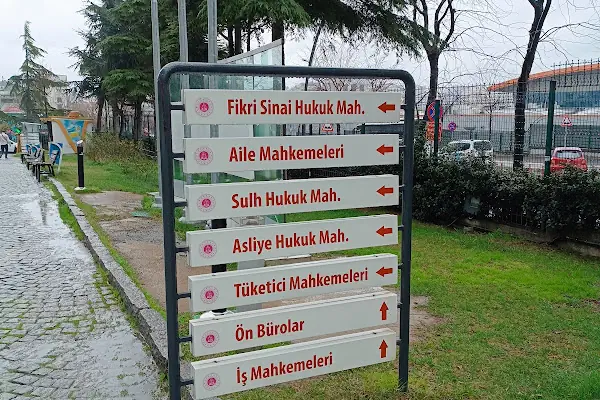 Fikri Sinai Hukuk Mah.
Aile Mahkemeleri
Sulh Hukuk Mah.
Asliye Hukuk Mah.
Tüketici Mahkemeleri
Ön Bürolar
İş Mahkemeleri